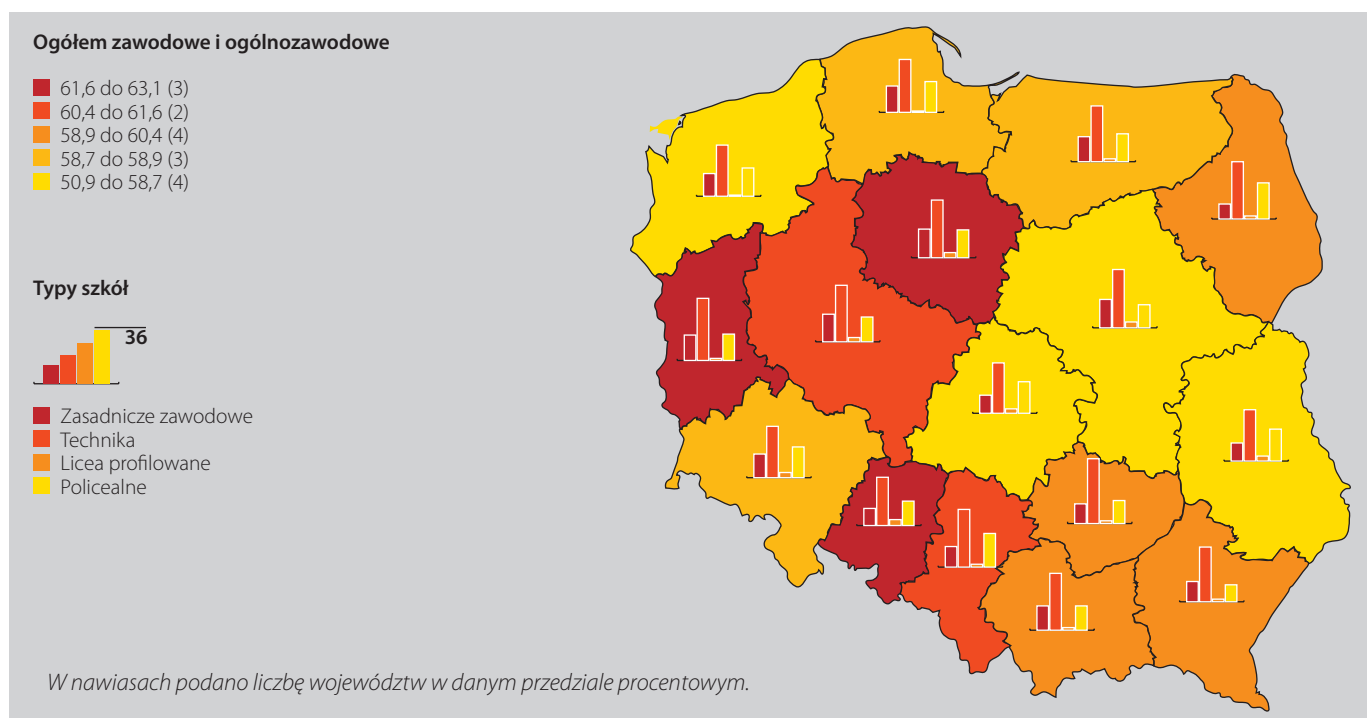 Ogółem zawodowe i ogólnozawodowe
61,6 do 63,1 (3)
60,4 do 61,6 (2)
58,9 do 60,4 (4)
58,7 do 58,9 (3)
50,9 do 58,7 (4)
Typy szkół
36
Zasadnicze zawodowe
Technika
Licea profilowane
Policealne
W nawiasach podano liczbę województw w danym przedziale procentowym.